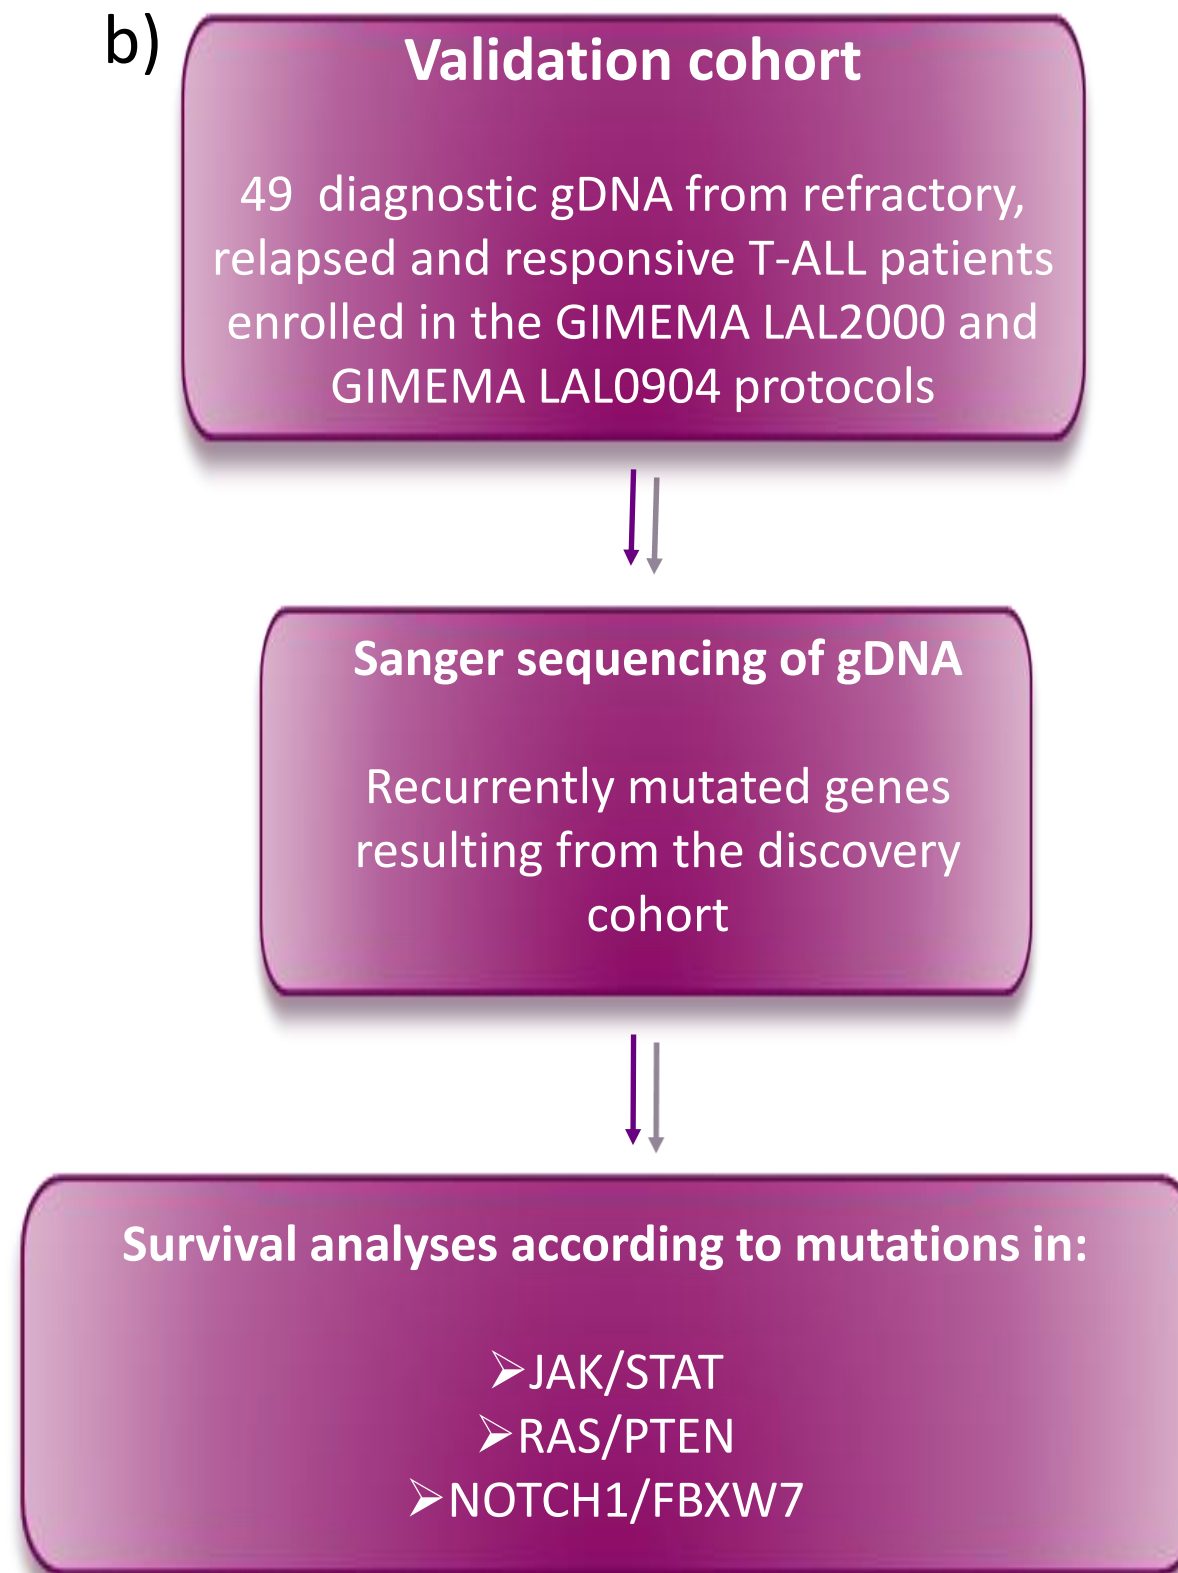 b)
Validation cohort
49 diagnostic gDNA from refractory,
relapsed and responsive T-ALL patients
enrolled in the GIMEMA LAL2000 and
GIMEMA LAL0904 protocols
Sanger sequencing of gDNA
Recurrently mutated genes
resulting from the discovery
cohort
Survival analyses according to mutations in:
➢JAK/STAT
➢RAS/PTEN
➢NOTCH1/FBXW7